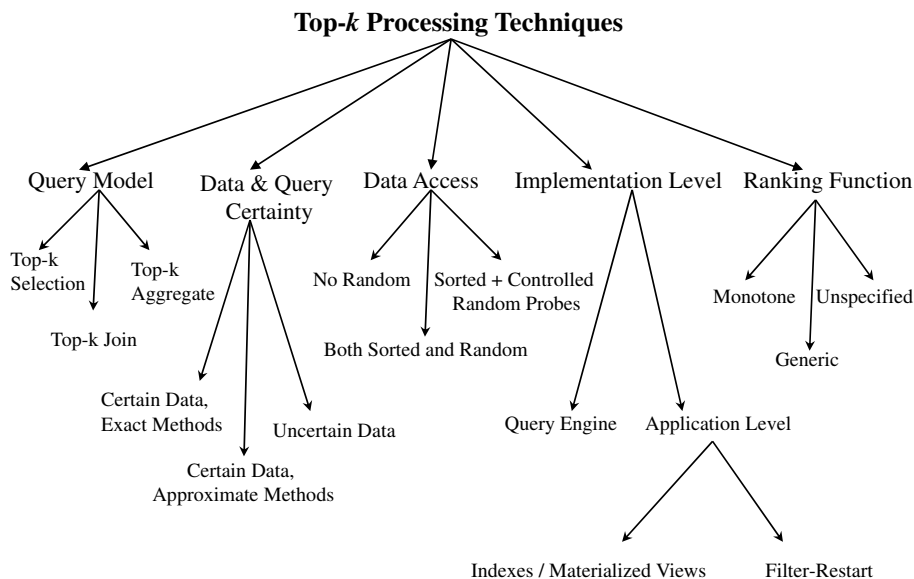 Top-k Processing Techniques
Query Model
Data & Query
Certainty
Data Access
Implementation Level
Ranking Function
Top-k
Selection
Top-k
Aggregate
Top-k Join
No Random
Sorted + Controlled
Random Probes
Both Sorted and Random
Monotone
Unspecified
Generic
Certain Data,
Exact Methods
Uncertain Data
Certain Data,
Approximate Methods
Query Engine
Application Level
Indexes / Materialized Views
Filter-Restart